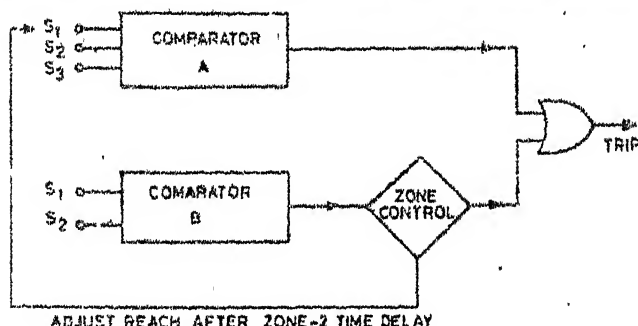 S1
S2
S3
COMPARATOR
A
TRIP
S1
S2
COMARATOR
B
ZONE
CONTROL
ADJUST REACH AFTER ZONE-2 TIME DELAY